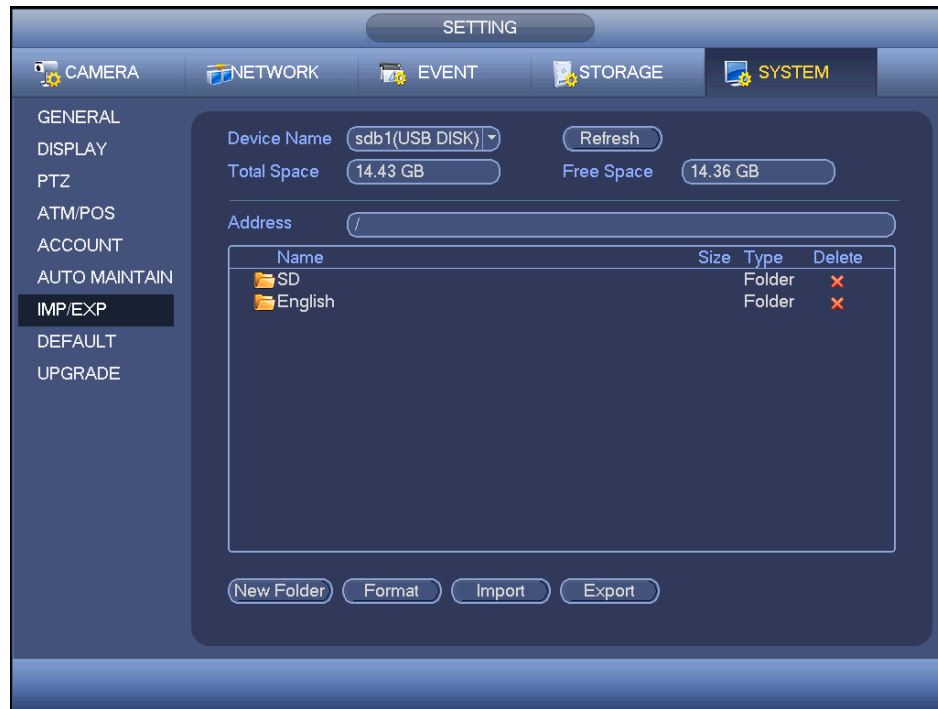 SETTING
CAMERA NETWORK EVENT STORAGE SYSTEM
GENERAL
DISPLAY
PTZ
ATM/POS
ACCOUNT
AUTO MAINTAIN
IMP/EXP
DEFAULT
UPGRADE
Device Name sdb1(USB DISK) Refresh
Total Space 14.43 GB Free Space 14.36 GB
Address /
Name Size Type Delete
SD Folder
English Folder
New Folder Format Import Export